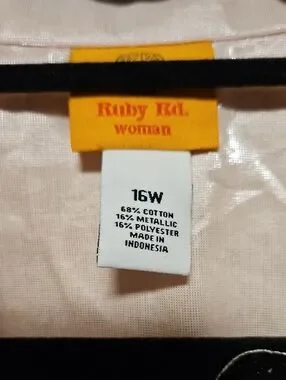 Ruby Rd.
woman
16W
68% COTTON
16% METALLIC
16% POLYESTER
MADE IN
INDONESIA